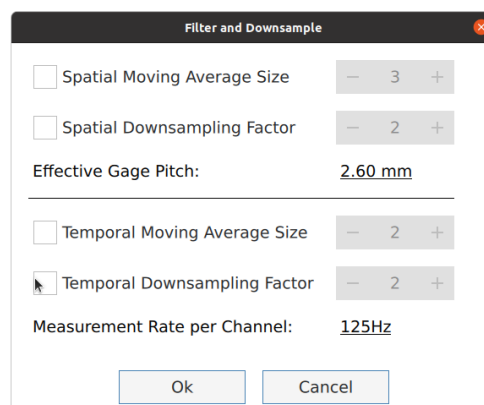 Filter and Downsample
Spatial Moving Average Size − 3 +
Spatial Downsampling Factor − 2 +
Effective Gage Pitch: 2.60 mm
Temporal Moving Average Size − 2 +
Temporal Downsampling Factor − 2 +
Measurement Rate per Channel: 125Hz
Ok Cancel